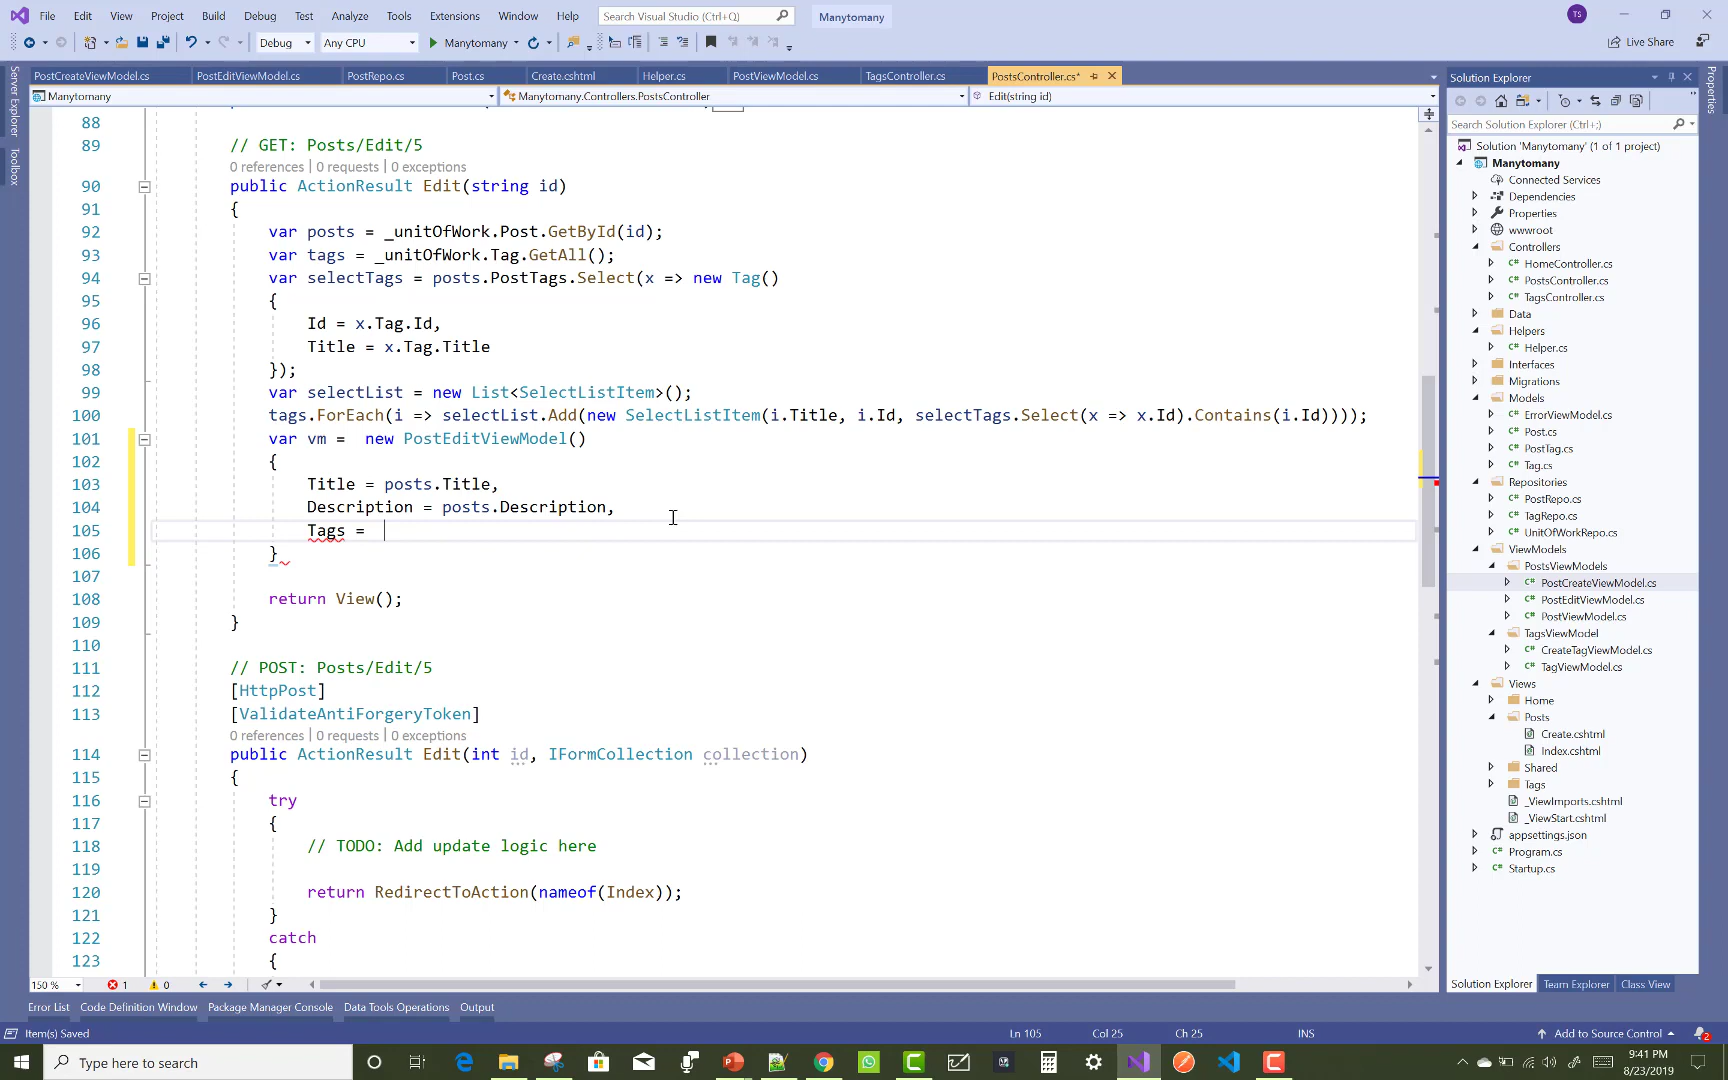 File Edit View Project Build Debug Test Analyze Tools Extensions Window Help Search Visual Studio (Ctrl+Q) Manytomany TS
Debug Any CPU Manytomany Live Share
PostCreateViewModel.cs PostEditViewModel.cs PostRepo.cs Post.cs Create.cshtml Helper.cs PostViewModel.cs TagsController.cs PostsController.cs*
Manytomany Manytomany.Controllers.PostsController Edit(string id)
Server Explorer
Toolbox
88
89 // GET: Posts/Edit/5
0 references | 0 requests | 0 exceptions
90 public ActionResult Edit(string id)
91 {
92 var posts = _unitOfWork.Post.GetById(id);
93 var tags = _unitOfWork.Tag.GetAll();
94 var selectTags = posts.PostTags.Select(x => new Tag()
95 {
96 Id = x.Tag.Id,
97 Title = x.Tag.Title
98 });
99 var selectList = new List<SelectListItem>();
100 tags.ForEach(i => selectList.Add(new SelectListItem(i.Title, i.Id, selectTags.Select(x => x.Id).Contains(i.Id))));
101 var vm =  new PostEditViewModel()
102 {
103 Title = posts.Title,
104 Description = posts.Description,
105 Tags =
106 }
107
108 return View();
109 }
110
111 // POST: Posts/Edit/5
112 [HttpPost]
113 [ValidateAntiForgeryToken]
0 references | 0 requests | 0 exceptions
114 public ActionResult Edit(int id, IFormCollection collection)
115 {
116 try
117 {
118 // TODO: Add update logic here
119
120 return RedirectToAction(nameof(Index));
121 }
122 catch
123 {
150 % 1 0
Error List Code Definition Window Package Manager Console Data Tools Operations Output
Item(s) Saved Ln 105 Col 25 Ch 25 INS Add to Source Control 2
Solution Explorer
Search Solution Explorer (Ctrl+;)
Solution 'Manytomany' (1 of 1 project)
Manytomany
Connected Services
Dependencies
Properties
wwwroot
Controllers
C# HomeController.cs
C# PostsController.cs
C# TagsController.cs
Data
Helpers
C# Helper.cs
Interfaces
Migrations
Models
C# ErrorViewModel.cs
C# Post.cs
C# PostTag.cs
C# Tag.cs
Repositories
C# PostRepo.cs
C# TagRepo.cs
C# UnitOfWorkRepo.cs
ViewModels
PostsViewModels
C# PostCreateViewModel.cs
C# PostEditViewModel.cs
C# PostViewModel.cs
TagsViewModel
C# CreateTagViewModel.cs
C# TagViewModel.cs
Views
Home
Posts
Create.cshtml
Index.cshtml
Shared
Tags
_ViewImports.cshtml
_ViewStart.cshtml
appsettings.json
C# Program.cs
C# Startup.cs
Solution Explorer Team Explorer Class View
Properties
Type here to search
9:41 PM
8/23/2019